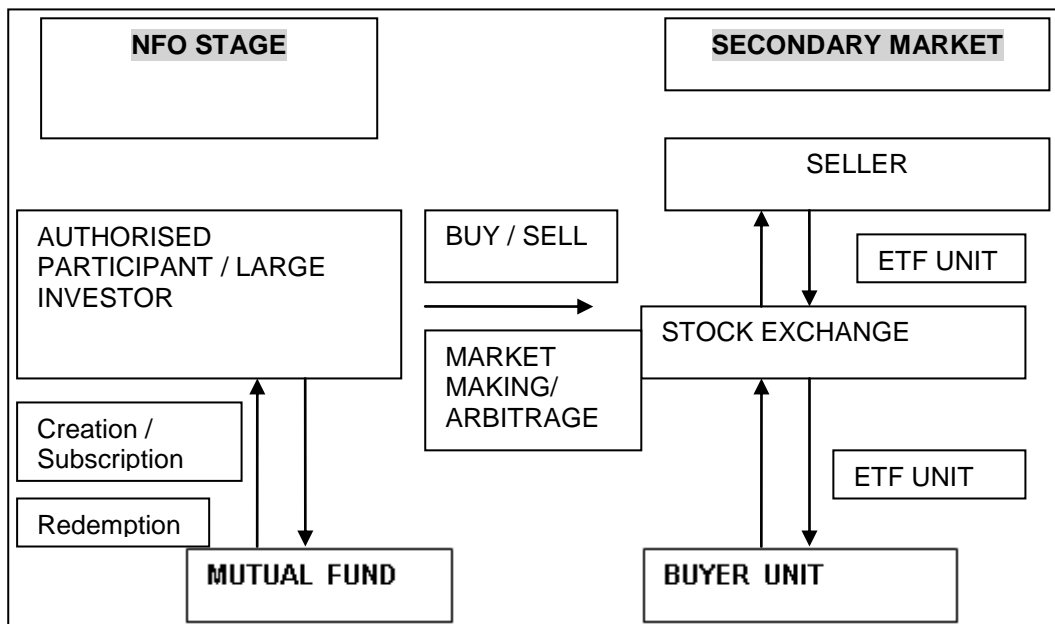 NFO STAGE
SECONDARY MARKET
SELLER
AUTHORISED
PARTICIPANT / LARGE
INVESTOR
BUY / SELL
ETF UNIT
STOCK EXCHANGE
MARKET
MAKING/
ARBITRAGE
Creation /
Subscription
ETF UNIT
Redemption
MUTUAL FUND
BUYER UNIT